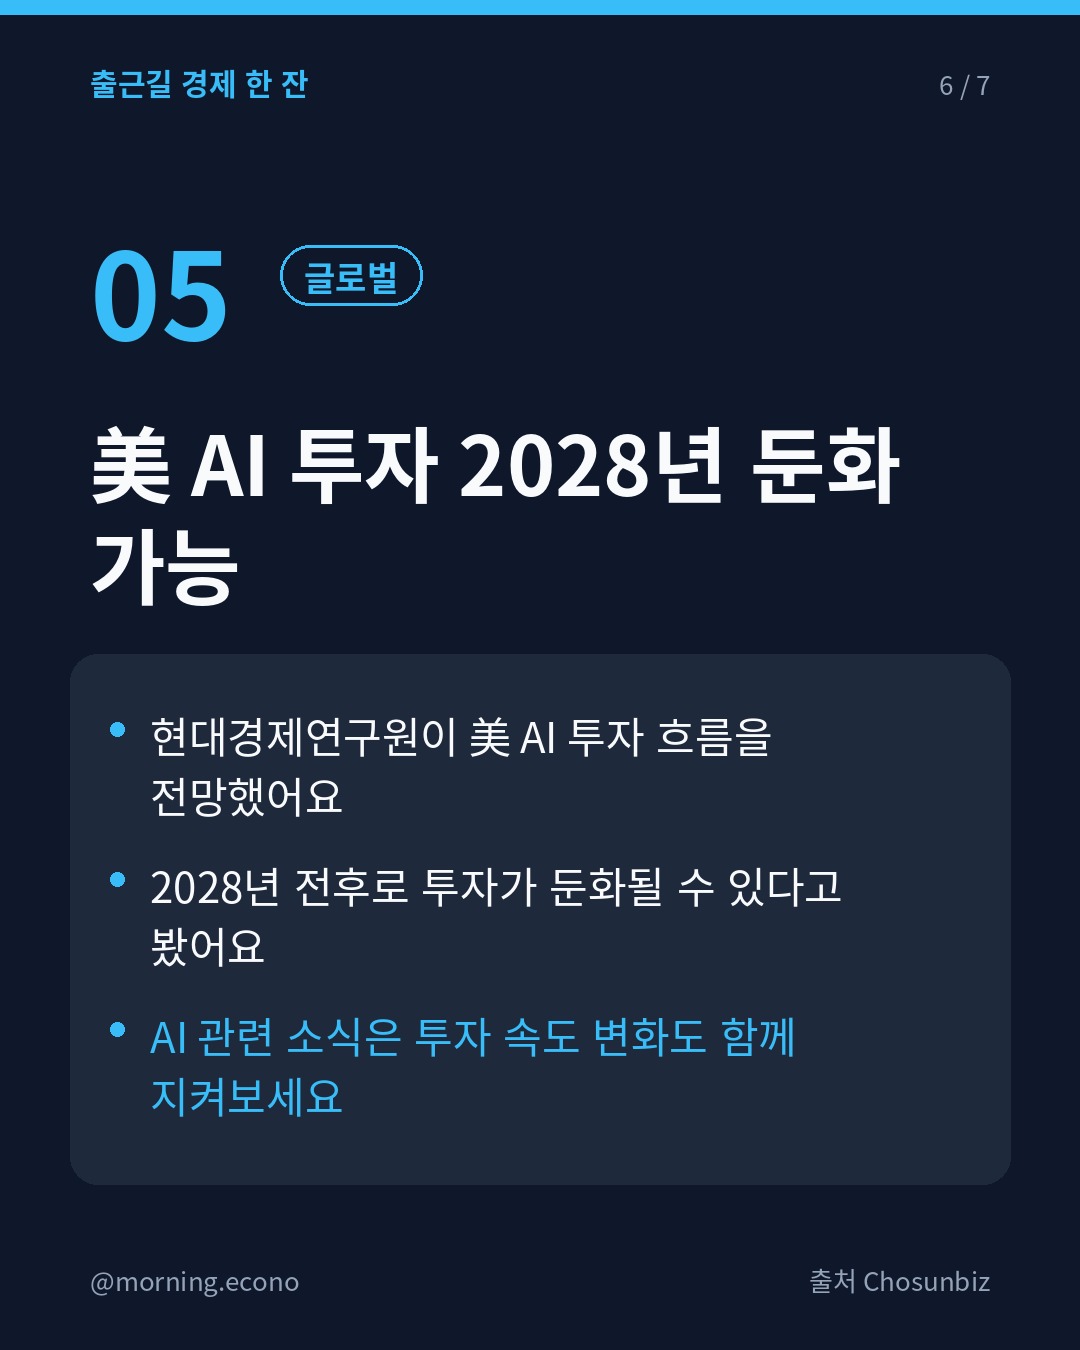 출근길 경제 한 잔
6 / 7
05
글로벌
美 AI 투자 2028년 둔화
가능
현대경제연구원이 美 AI 투자 흐름을
전망했어요
2028년 전후로 투자가 둔화될 수 있다고
봤어요
AI 관련 소식은 투자 속도 변화도 함께
지켜보세요
@morning.econo
출처 Chosunbiz